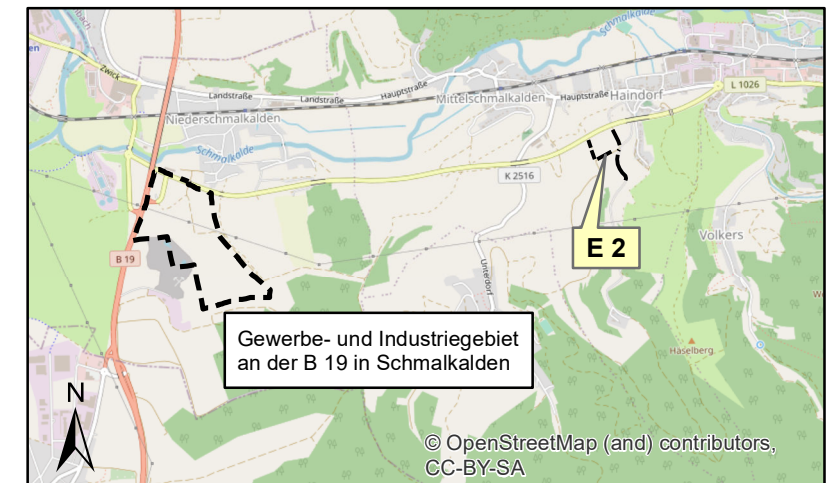 Schmalkalde
Zwick
Landstraße
Landstraße
Hauptstraße
Mittelschmalkalden
Hauptstraße
Haindorf
L 1026
Niederschmalkalden
Schmalkalde
K 2516
E 2
Volkers
B 19
Unterdorf
Gewerbe- und Industriegebiet
an der B 19 in Schmalkalden
Haselberg
N
© OpenStreetMap (and) contributors,
CC-BY-SA